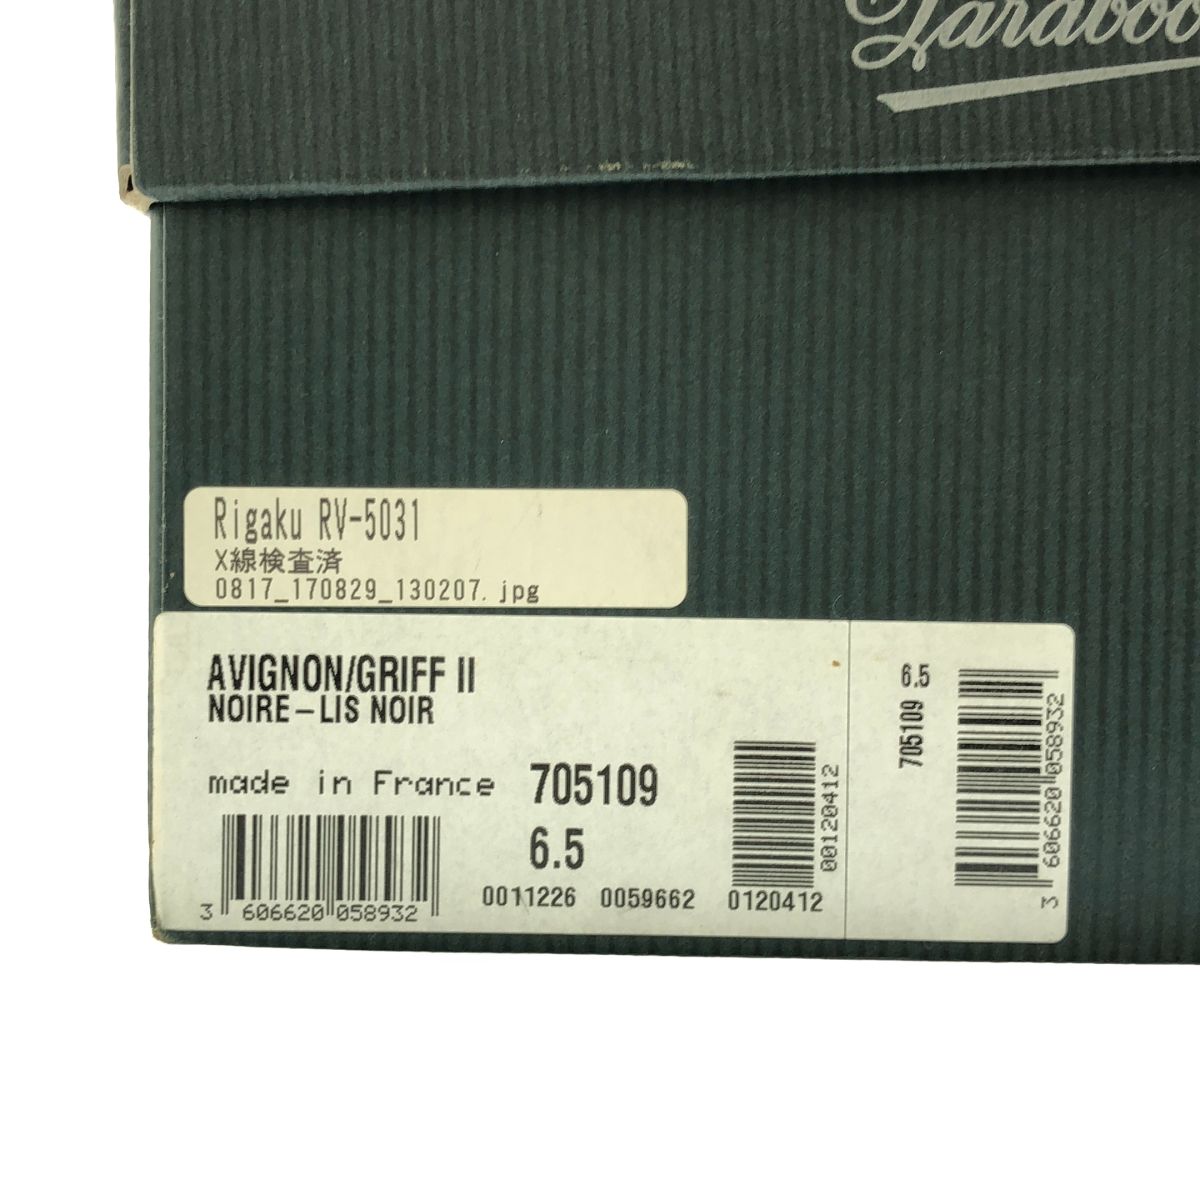 Paraboo
Rigaku RV-5031
X線検査済
0817_170829_130207.jpg
AVIGNON/GRIFF II
NOIRE-LIS NOIR
made in France 705109
6.5
3 606620 058932
0011226 0059662 0120412
00120412
705109 6.5
3 606620 058932